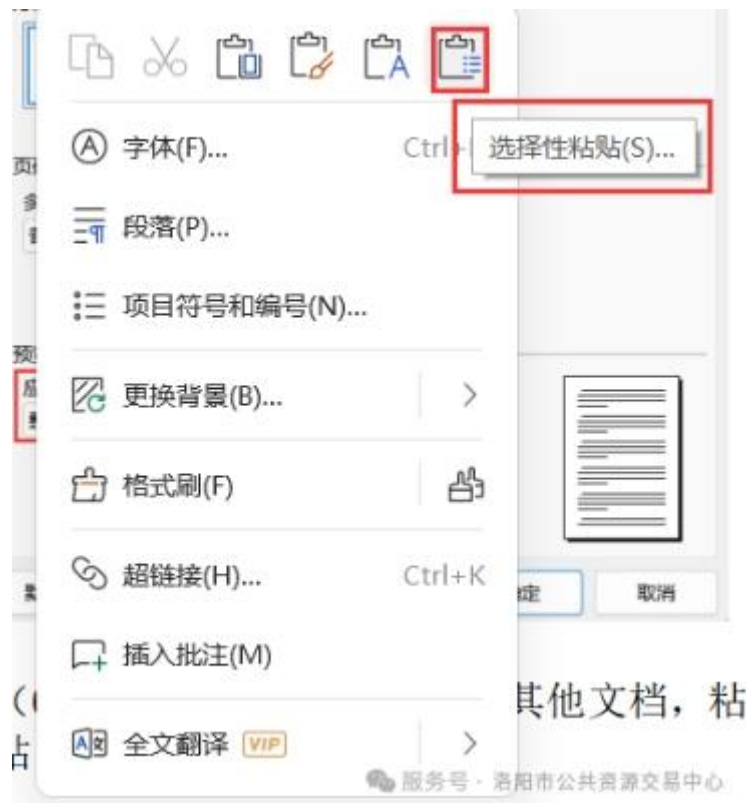 选择性粘贴(S)...
字体(F)...
Ctrl+
段落(P)...
项目符号和编号(N)...
更换背景(B)...
格式刷(F)
超链接(H)...
Ctrl+K
取消
插入批注(M)
其他文档，粘
全文翻译 VIP
服务号 · 洛阳市公共资源交易中心